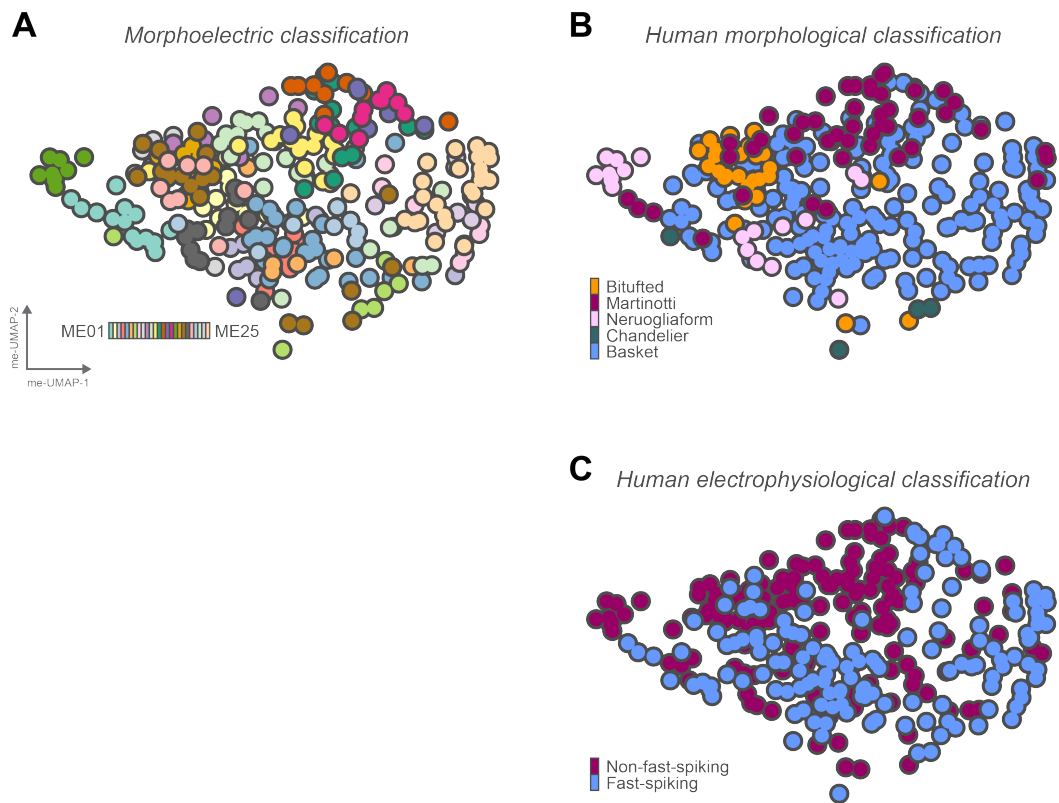 A
Morphoelectric classification
ME01
ME25
me-UMAP-2
me-UMAP-1
B
Human morphological classification
Bitufted
Martinotti
Neruogliaform
Chandelier
Basket
C
Human electrophysiological classification
Non-fast-spiking
Fast-spiking